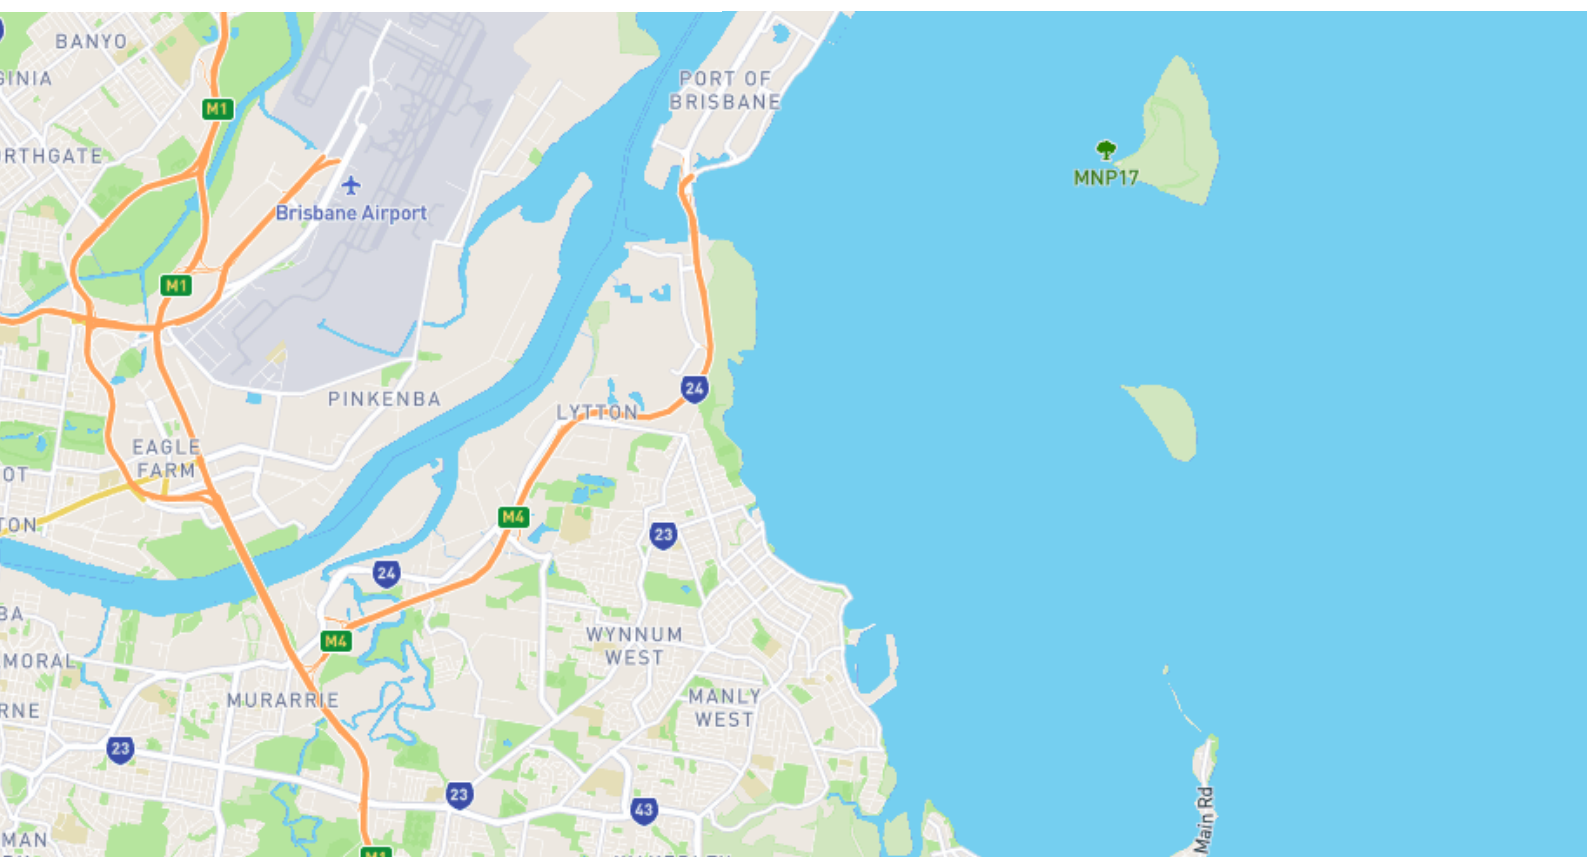 BANYO
GINIA
PORT OF
BRISBANE
M1
RTHGATE
MNP17
Brisbane Airport
M1
24
PINKENBA
LYTTON
EAGLE
FARM
OT
TON
M4
23
24
BA
M4
WYNNUM
WEST
MORAL
MURARRIE
MANLY
WEST
RNE
23
23
43
Main Rd
MAN